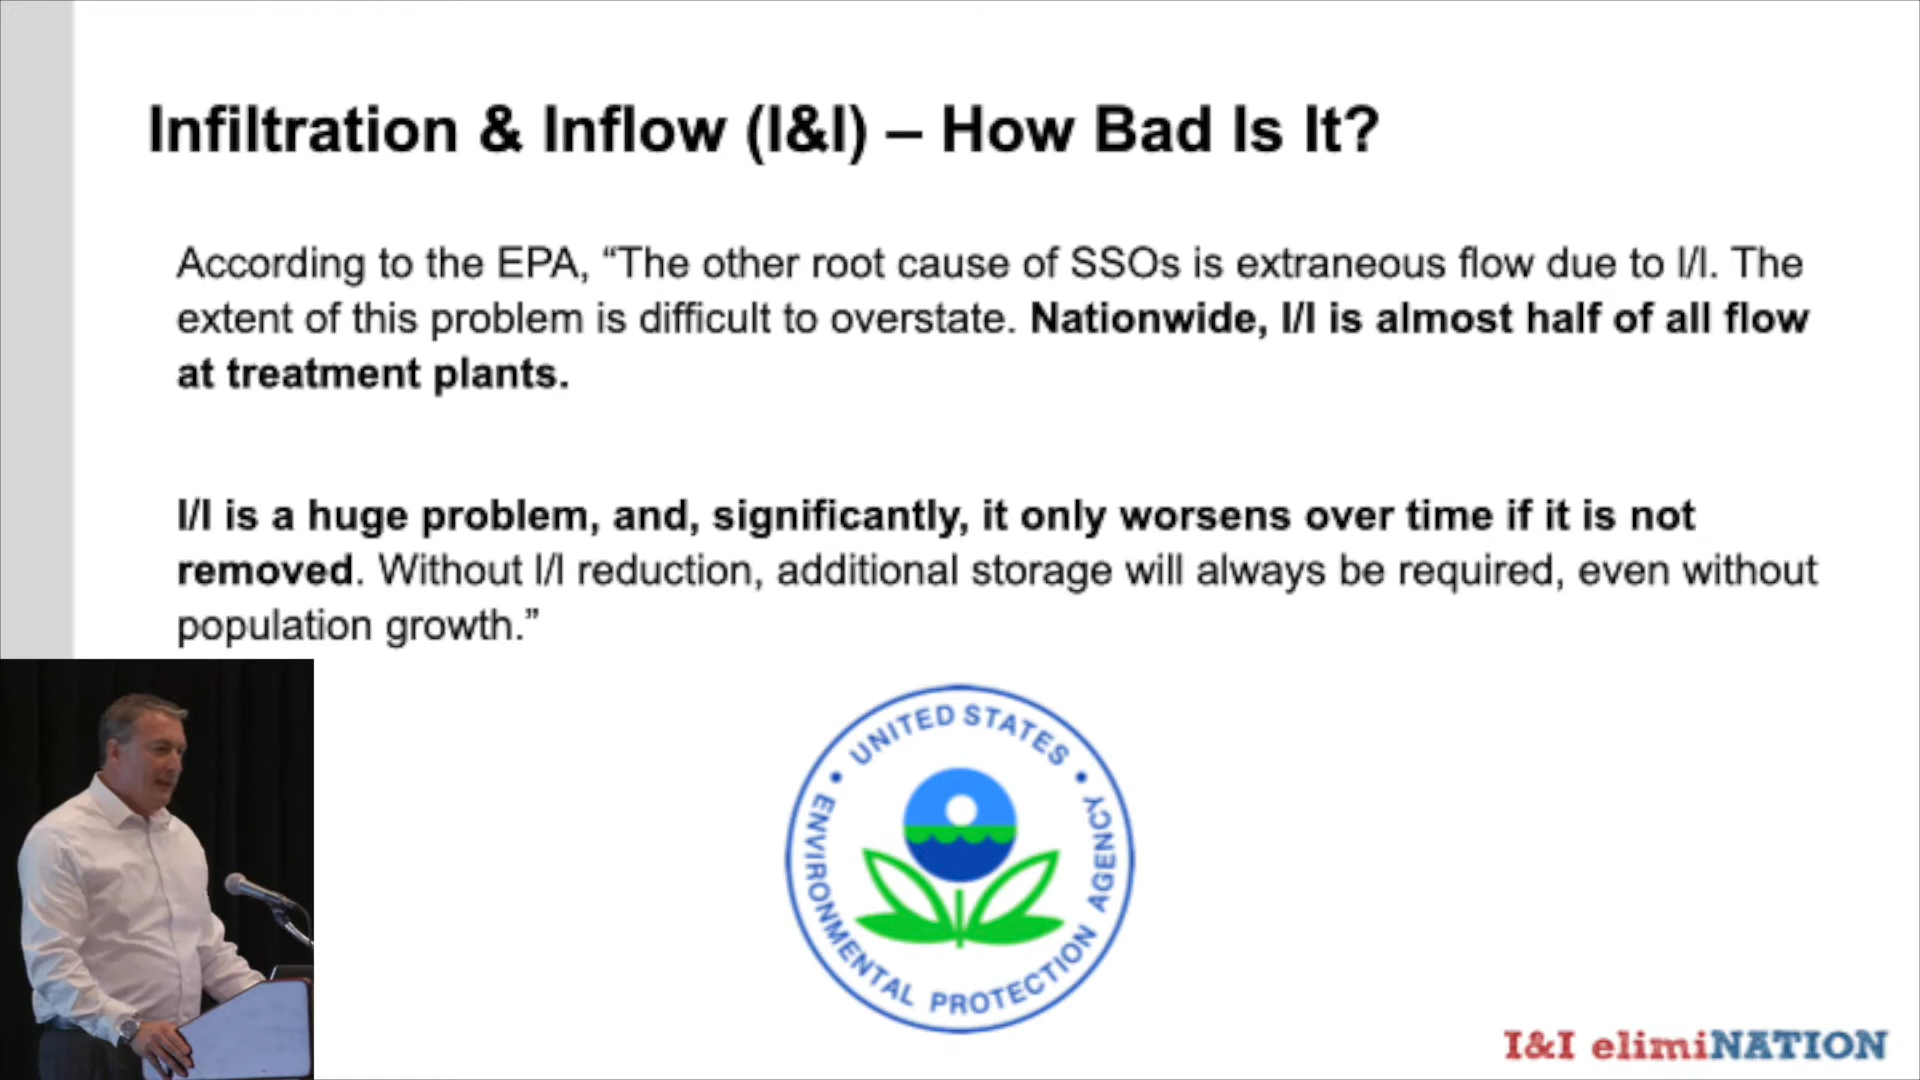 Infiltration & Inflow (I&I) – How Bad Is It?
According to the EPA, “The other root cause of SSOs is extraneous flow due to I/I. The
extent of this problem is difficult to overstate. Nationwide, I/I is almost half of all flow
at treatment plants.
I/I is a huge problem, and, significantly, it only worsens over time if it is not
removed. Without I/I reduction, additional storage will always be required, even without
population growth.”
UNITED STATES
ENVIRONMENTAL PROTECTION AGENCY
I&I elimiNATION